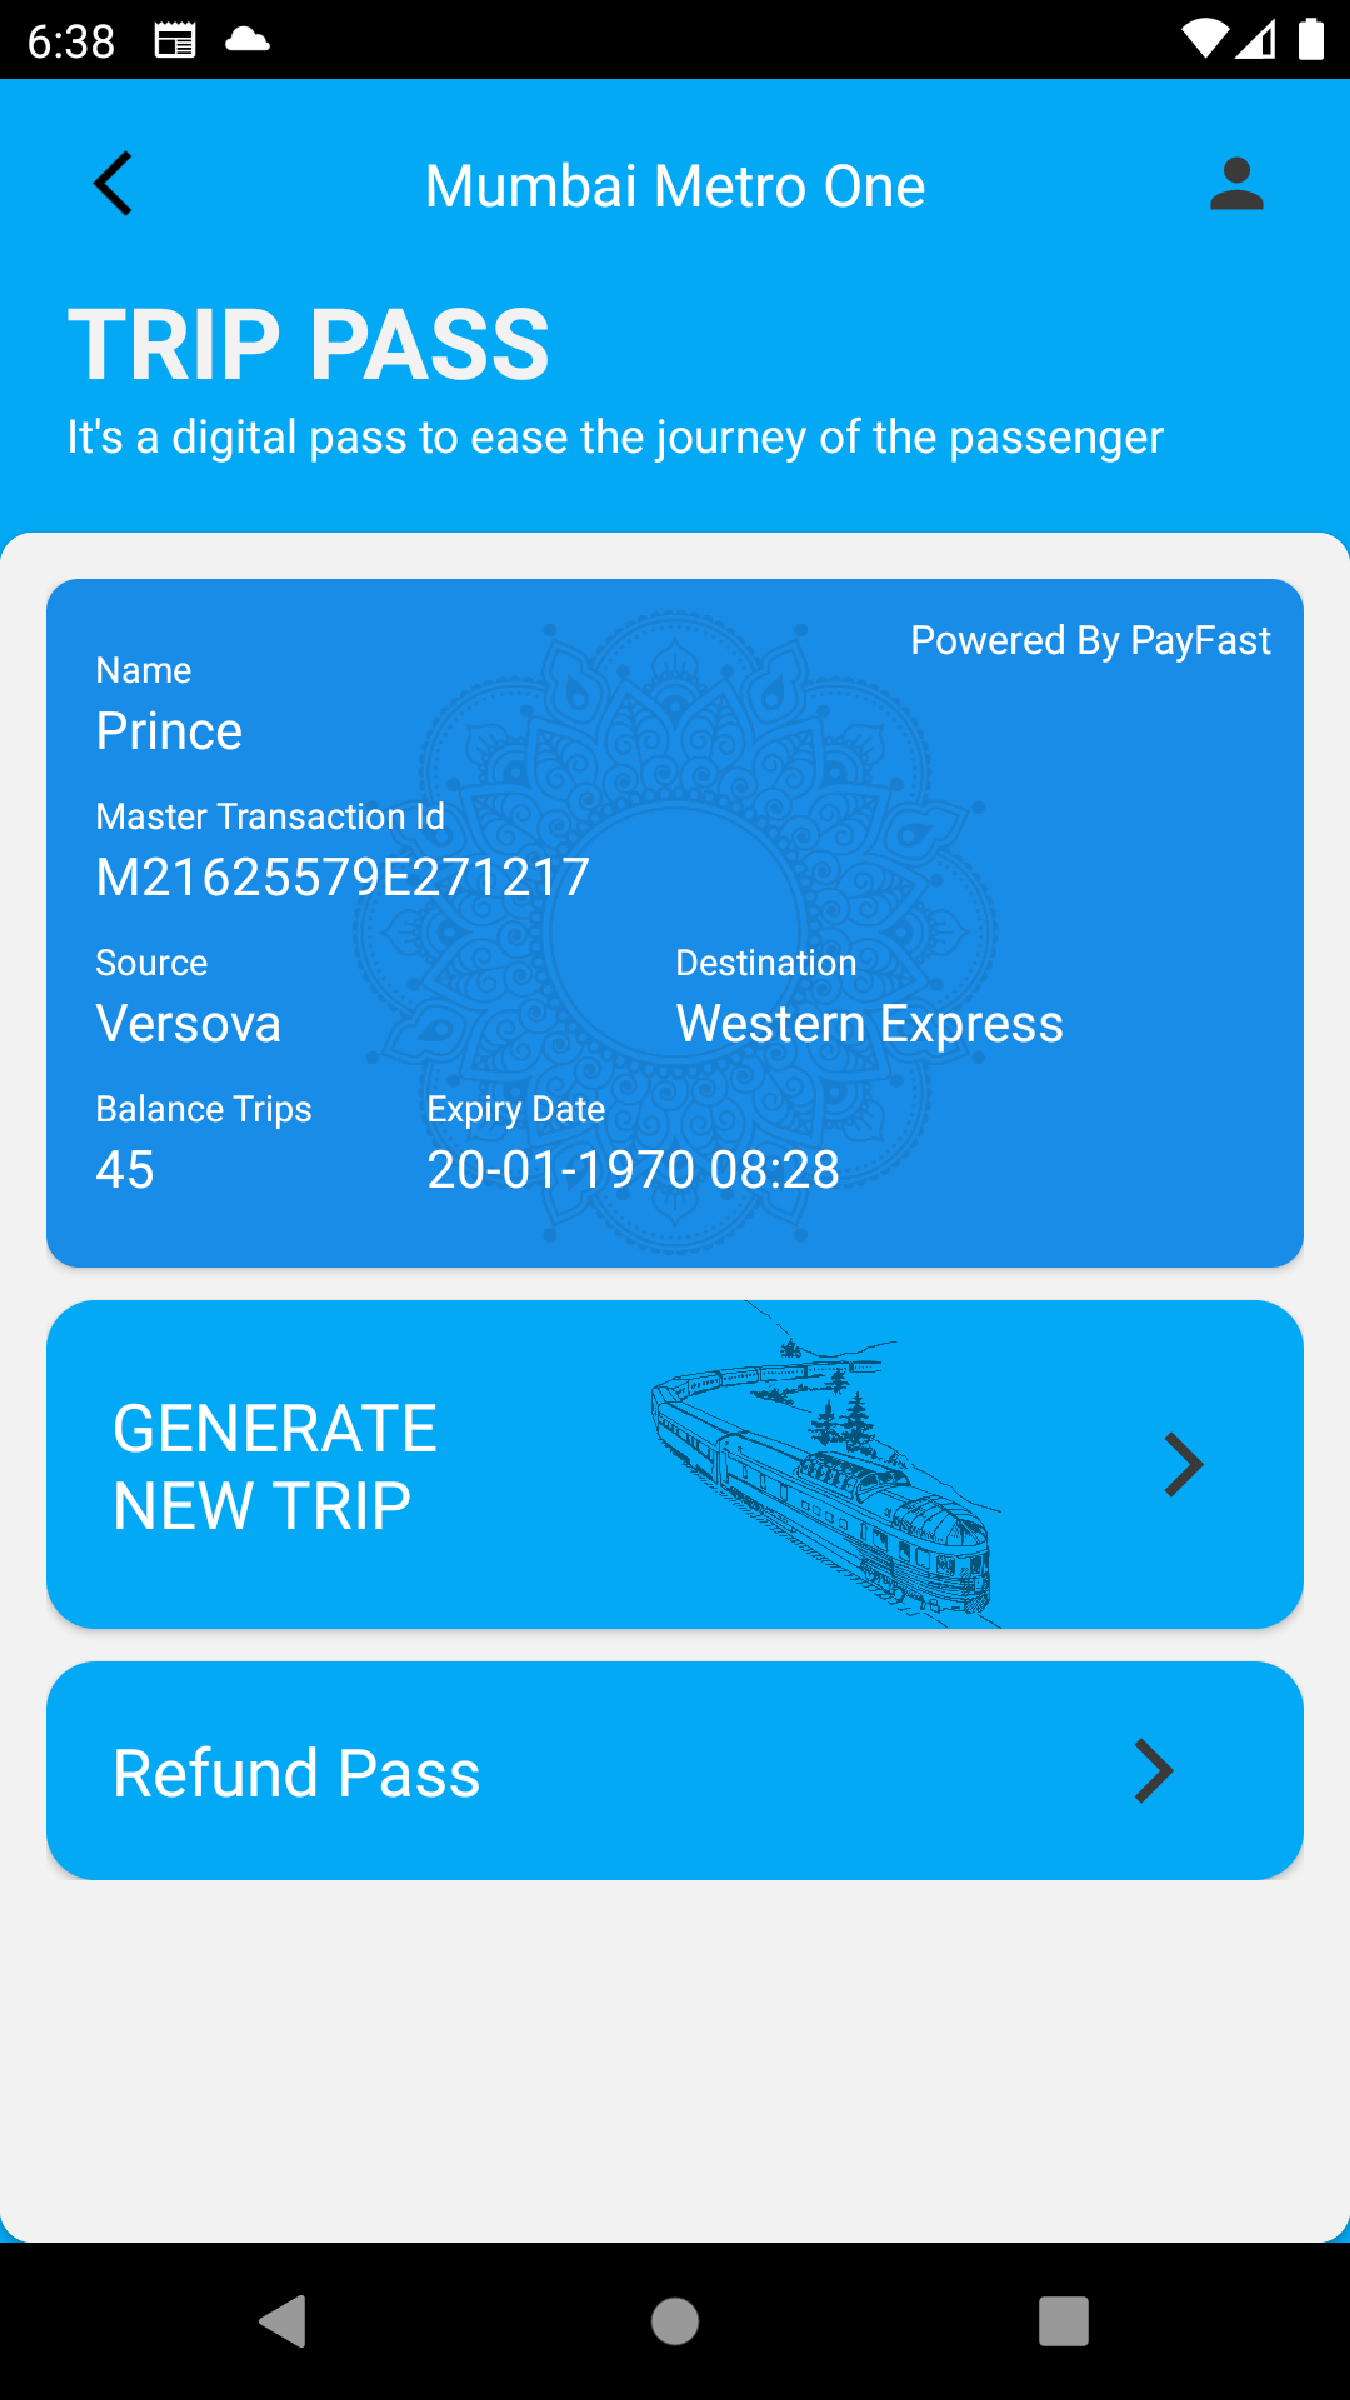 6:38
Mumbai Metro One
TRIP PASS
It's a digital pass to ease the journey of the passenger
Powered By PayFast
Name
Prince
Master Transaction Id
M21625579E271217
Source
Destination
Versova
Western Express
Balance Trips
Expiry Date
45
20-01-1970 08:28
GENERATE
NEW TRIP
Refund Pass